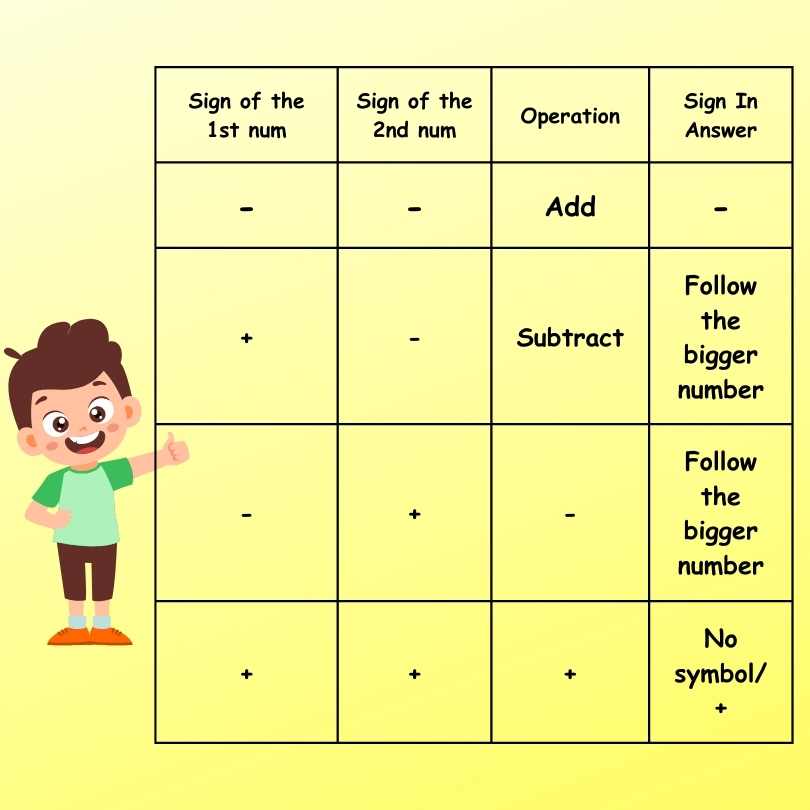 Sign of the
1st num
Sign of the
2nd num
Operation
Sign In
Answer
-
-
Add
-
+
-
Subtract
Follow
the
bigger
number
-
+
-
Follow
the
bigger
number
+
+
+
No
symbol/
+